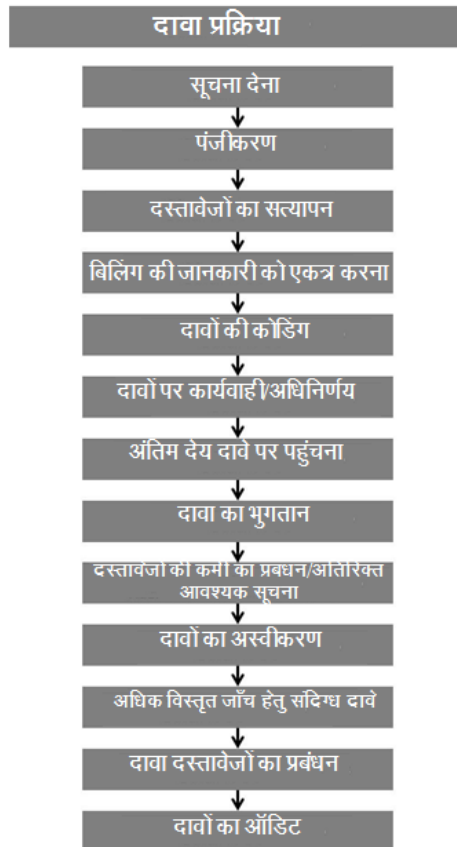 दावा प्रक्रिया
सूचना देना
पंजीकरण
दस्तावेजों का सत्यापन
बिलिंग की जानकारी को एकत्र करना
दावों की कोडिंग
दावों पर कार्यवाही/अधिनिर्णय
अंतिम देय दावे पर पहुंचना
दावा का भुगतान
दस्तावेजों की कमी का प्रबंधन/अतिरिक्त
आवश्यक सूचना
दावों का अस्वीकरण
अधिक विस्तृत जाँच हेतु संदिग्ध दावे
दावा दस्तावेजों का प्रबंधन
दावों का ऑडिट